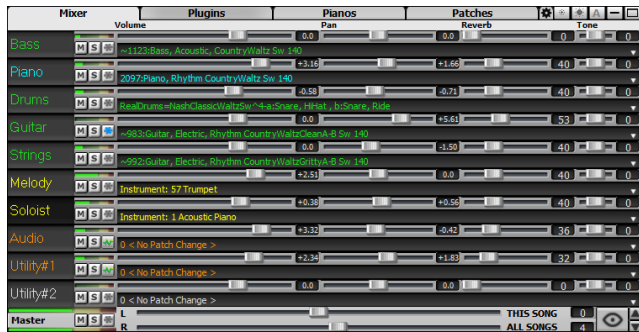 Mixer Plugins Pianos Patches A
Volume Pan Reverb Tone
Bass M S 0.0 0.0 0 0
~1123:Bass, Acoustic, CountryWaltz Sw 140
Piano M S +3.16 +1.66 40 0
2097:Piano, Rhythm CountryWaltz Sw 140
Drums M S -0.58 -0.71 40 0
RealDrums=NashClassicWaltzSw^4-a:Snare, HiHat , b:Snare, Ride
Guitar M S 0.0 +5.61 53 0
~983:Guitar, Electric, Rhythm CountryWaltzCleanA-B Sw 140
Strings M S 0.0 -1.50 40 0
~992:Guitar, Electric, Rhythm CountryWaltzGrittyA-B Sw 140
Melody M S +2.51 0.0 40 0
Instrument: 57 Trumpet
Soloist M S +0.38 +0.56 40 0
Instrument: 1 Acoustic Piano
Audio M S +3.32 -0.42 36 0
0 < No Patch Change >
Utility#1 M S +2.34 +1.83 32 0
0 < No Patch Change >
Utility#2 M S 0.0 0.0 0 0
0 < No Patch Change >
Master M S L THIS SONG 0
R ALL SONGS 4